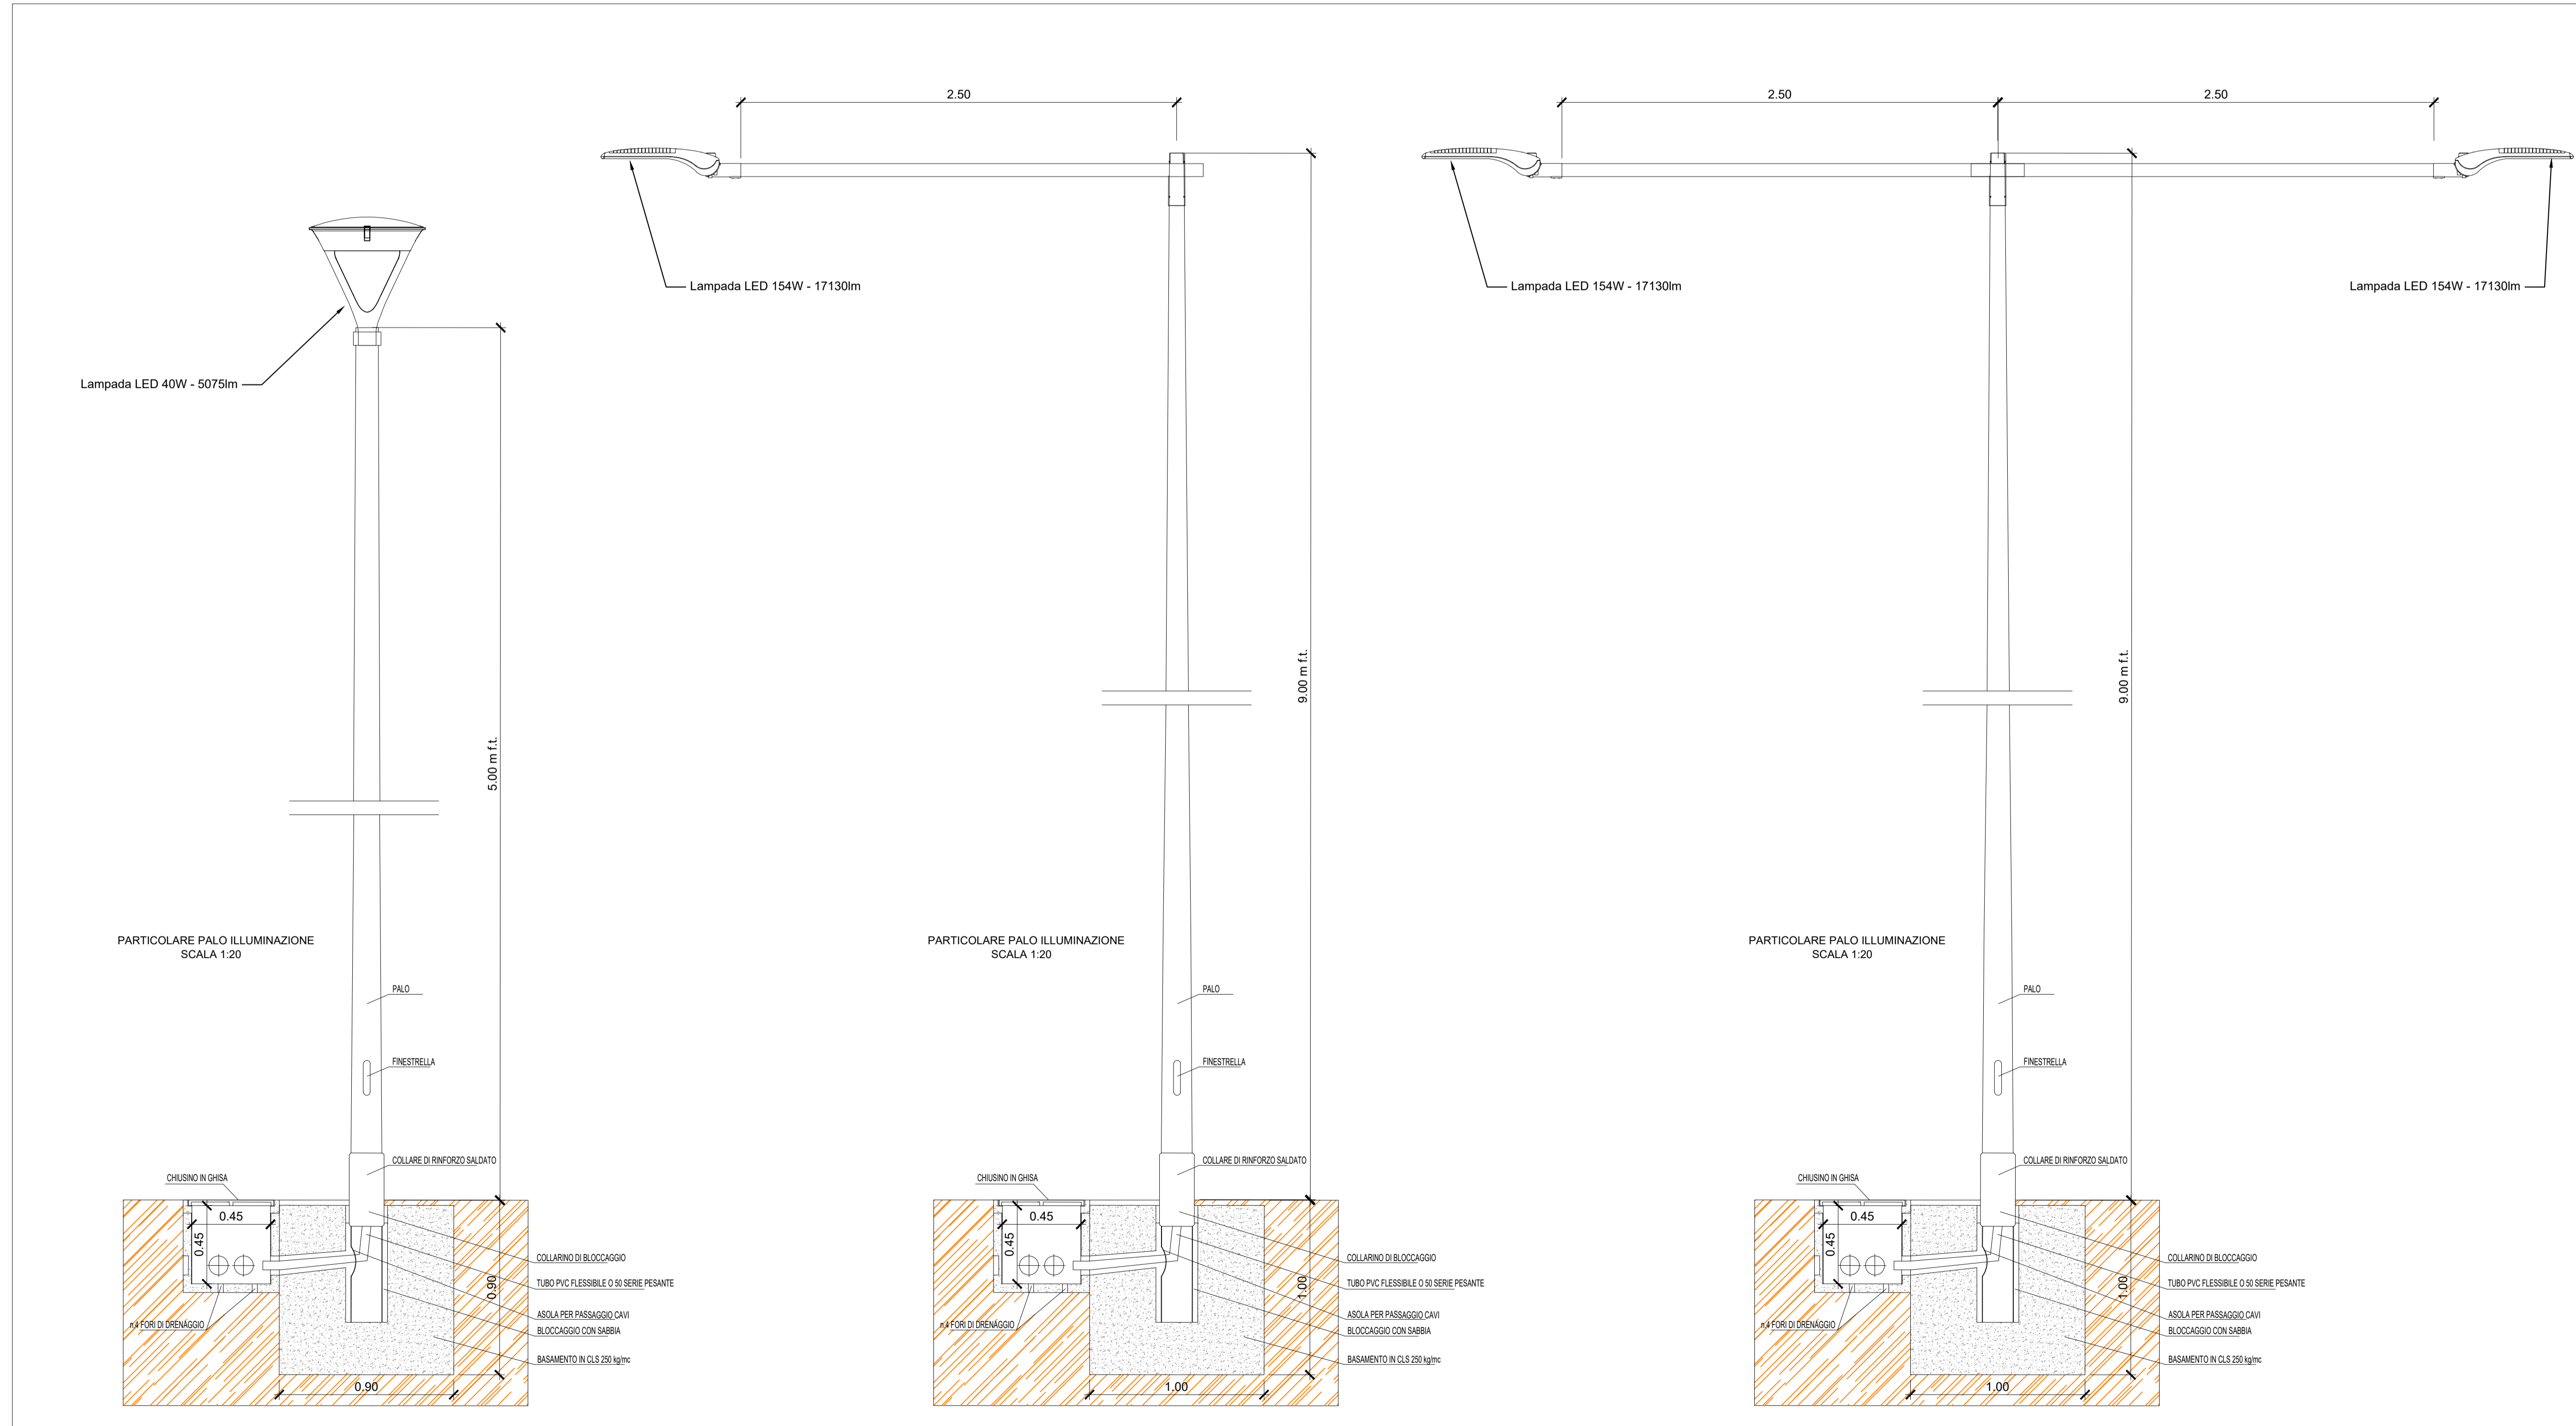 Lampada LED 40W - 5075lm
5.00 m f.t.
PARTICOLARE PALO ILLUMINAZIONE
SCALA 1:20
PALO
FINESTRELLA
COLLARE DI RINFORZO SALDATO
CHIUSINO IN GHISA
0.45
0.45
COLLARINO DI BLOCCAGGIO
TUBO PVC FLESSIBILE O 50 SERIE PESANTE
0.90
ASOLA PER PASSAGGIO CAVI
n.4 FORI DI DRENAGGIO
BLOCCAGGIO CON SABBIA
BASAMENTO IN CLS 250 kg/mc
0.90
2.50
Lampada LED 154W - 17130lm
9.00 m f.t.
PARTICOLARE PALO ILLUMINAZIONE
SCALA 1:20
PALO
FINESTRELLA
COLLARE DI RINFORZO SALDATO
CHIUSINO IN GHISA
0.45
0.45
COLLARINO DI BLOCCAGGIO
TUBO PVC FLESSIBILE O 50 SERIE PESANTE
1.00
ASOLA PER PASSAGGIO CAVI
n.4 FORI DI DRENAGGIO
BLOCCAGGIO CON SABBIA
BASAMENTO IN CLS 250 kg/mc
1.00
2.50
2.50
Lampada LED 154W - 17130lm
Lampada LED 154W - 17130lm
9.00 m f.t.
PARTICOLARE PALO ILLUMINAZIONE
SCALA 1:20
PALO
FINESTRELLA
COLLARE DI RINFORZO SALDATO
CHIUSINO IN GHISA
0.45
0.45
COLLARINO DI BLOCCAGGIO
TUBO PVC FLESSIBILE O 50 SERIE PESANTE
1.00
ASOLA PER PASSAGGIO CAVI
n.4 FORI DI DRENAGGIO
BLOCCAGGIO CON SABBIA
BASAMENTO IN CLS 250 kg/mc
1.00